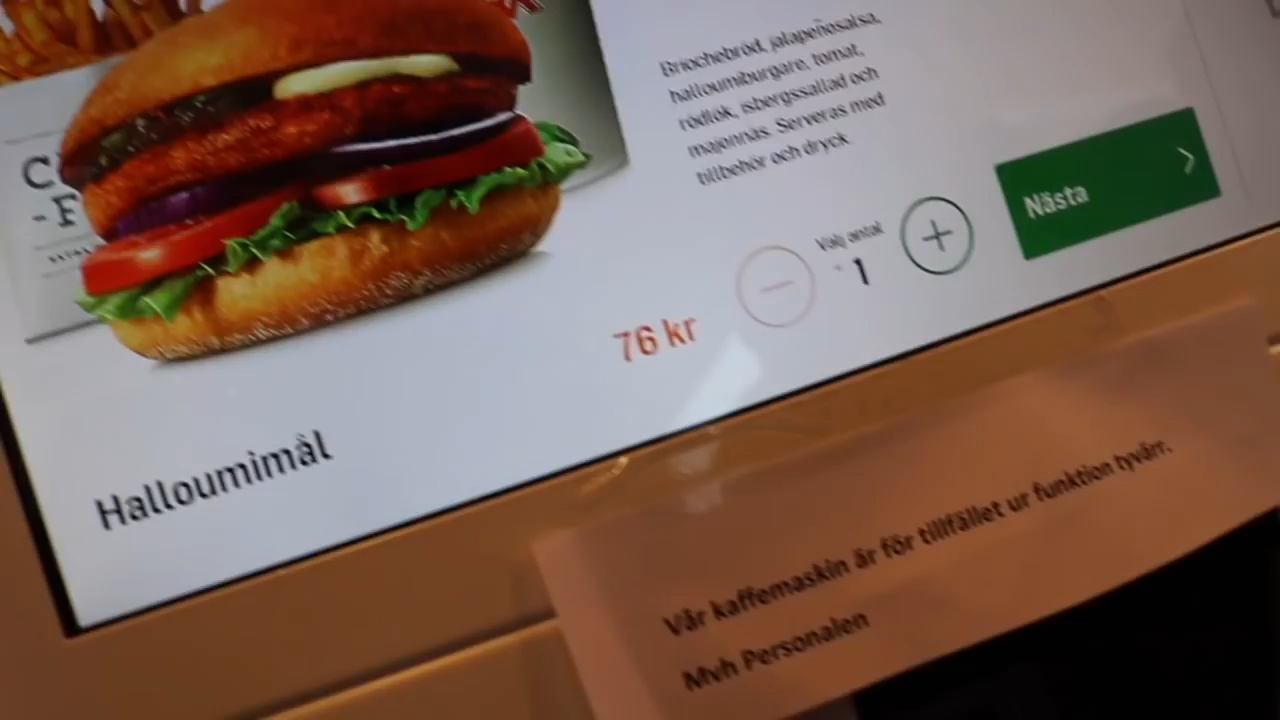 Briochebröd, jalapeñosalsa,
halloumiburgare, tomat,
rödlök, isbergssallad och
majonnäs. Serveras med
tillbehör och dryck
Nästa
Välj antal
1
76 kr
Halloumimål
Vår kaffemaskin är för tillfället ur funktion tyvärr.
Mvh Personalen